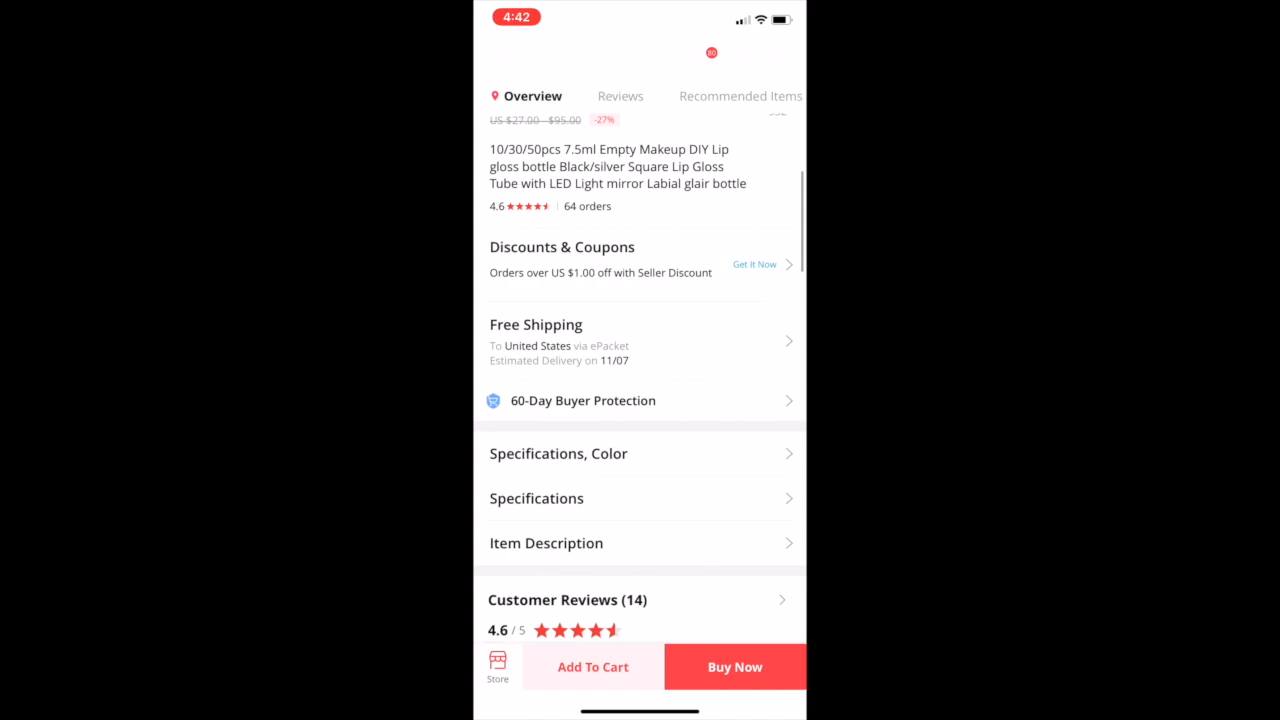 4:42
80
Overview Reviews Recommended Items
US $27.00 - $95.00 -27%
10/30/50pcs 7.5ml Empty Makeup DIY Lip
gloss bottle Black/silver Square Lip Gloss
Tube with LED Light mirror Labial glair bottle
4.6 64 orders
Discounts & Coupons
Get It Now
Orders over US $1.00 off with Seller Discount
Free Shipping
To United States via ePacket
Estimated Delivery on 11/07
60-Day Buyer Protection
Specifications, Color
Specifications
Item Description
Customer Reviews (14)
4.6 / 5
Store Add To Cart Buy Now